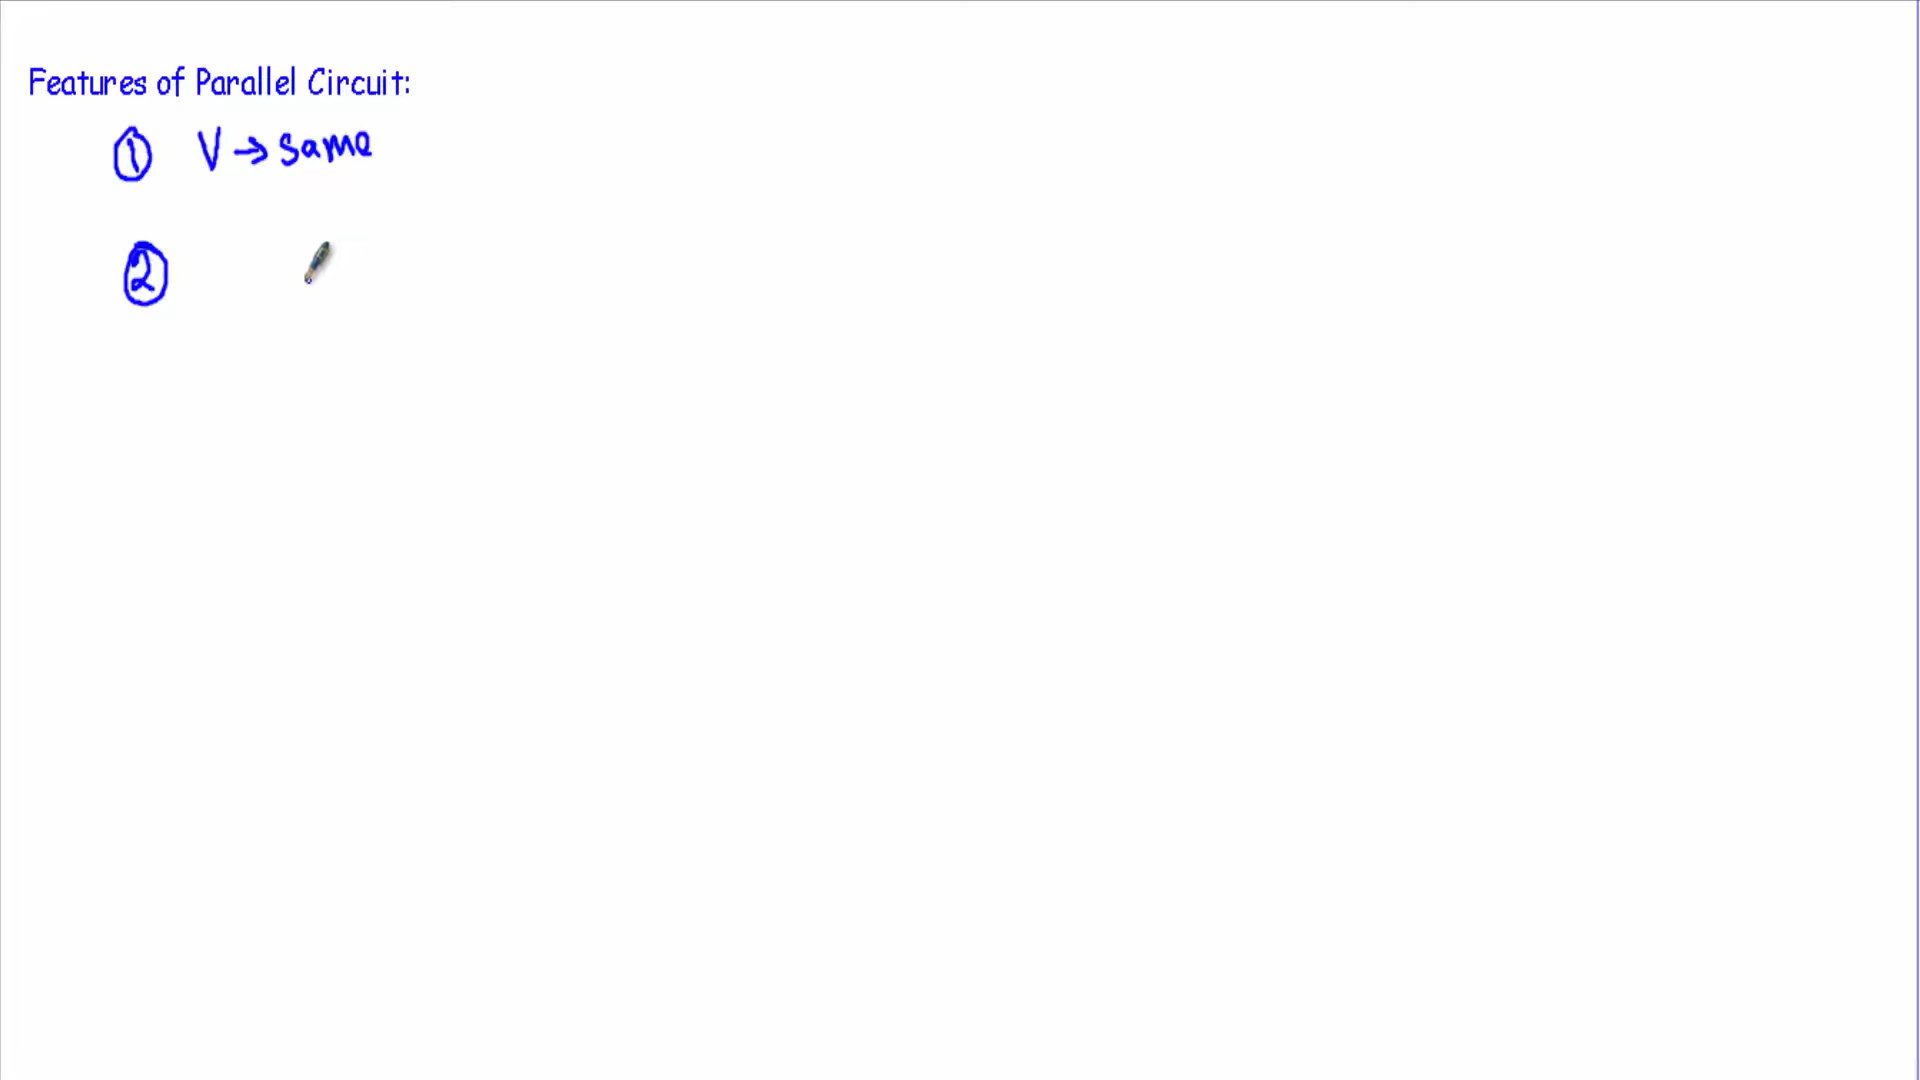 Features of Parallel Circuit:
① V → same
②